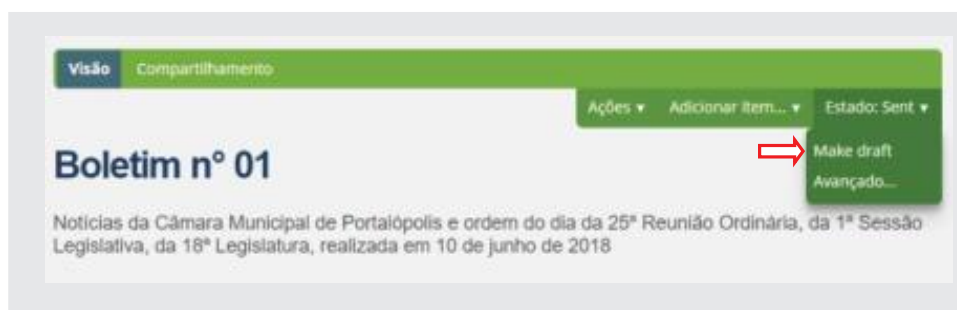 Visão Compartilhamento
Ações ▾ Adicionar item... ▾ Estado: Sent ▾
Make draft
Avançado...
Boletim n° 01
Notícias da Câmara Municipal de Portalópolis e ordem do dia da 25ª Reunião Ordinária, da 1ª Sessão
Legislativa, da 18ª Legislatura, realizada em 10 de junho de 2018